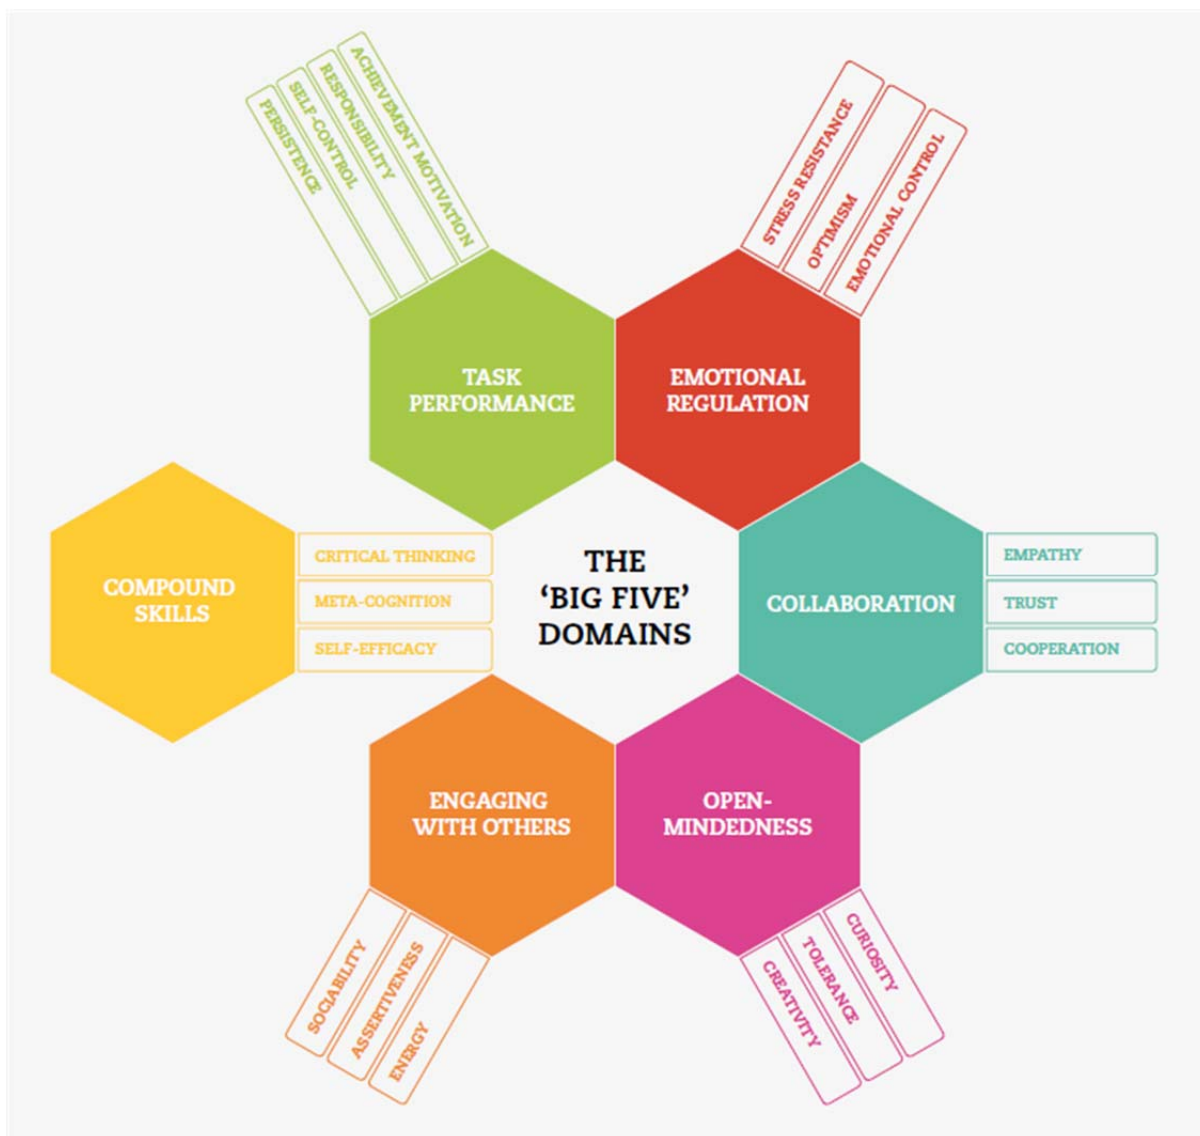 PERSISTENCE
SELF-CONTROL
RESPONSIBILITY
ACHIEVEMENT MOTIVATION
STRESS RESISTANCE
OPTIMISM
EMOTIONAL CONTROL
TASK
PERFORMANCE
EMOTIONAL
REGULATION
COMPOUND
SKILLS
CRITICAL THINKING
META-COGNITION
SELF-EFFICACY
THE
‘BIG FIVE’
DOMAINS
COLLABORATION
EMPATHY
TRUST
COOPERATION
ENGAGING
WITH OTHERS
OPEN-
MINDEDNESS
SOCIABILITY
ASSERTIVENESS
ENERGY
CREATIVITY
TOLERANCE
CURIOSITY